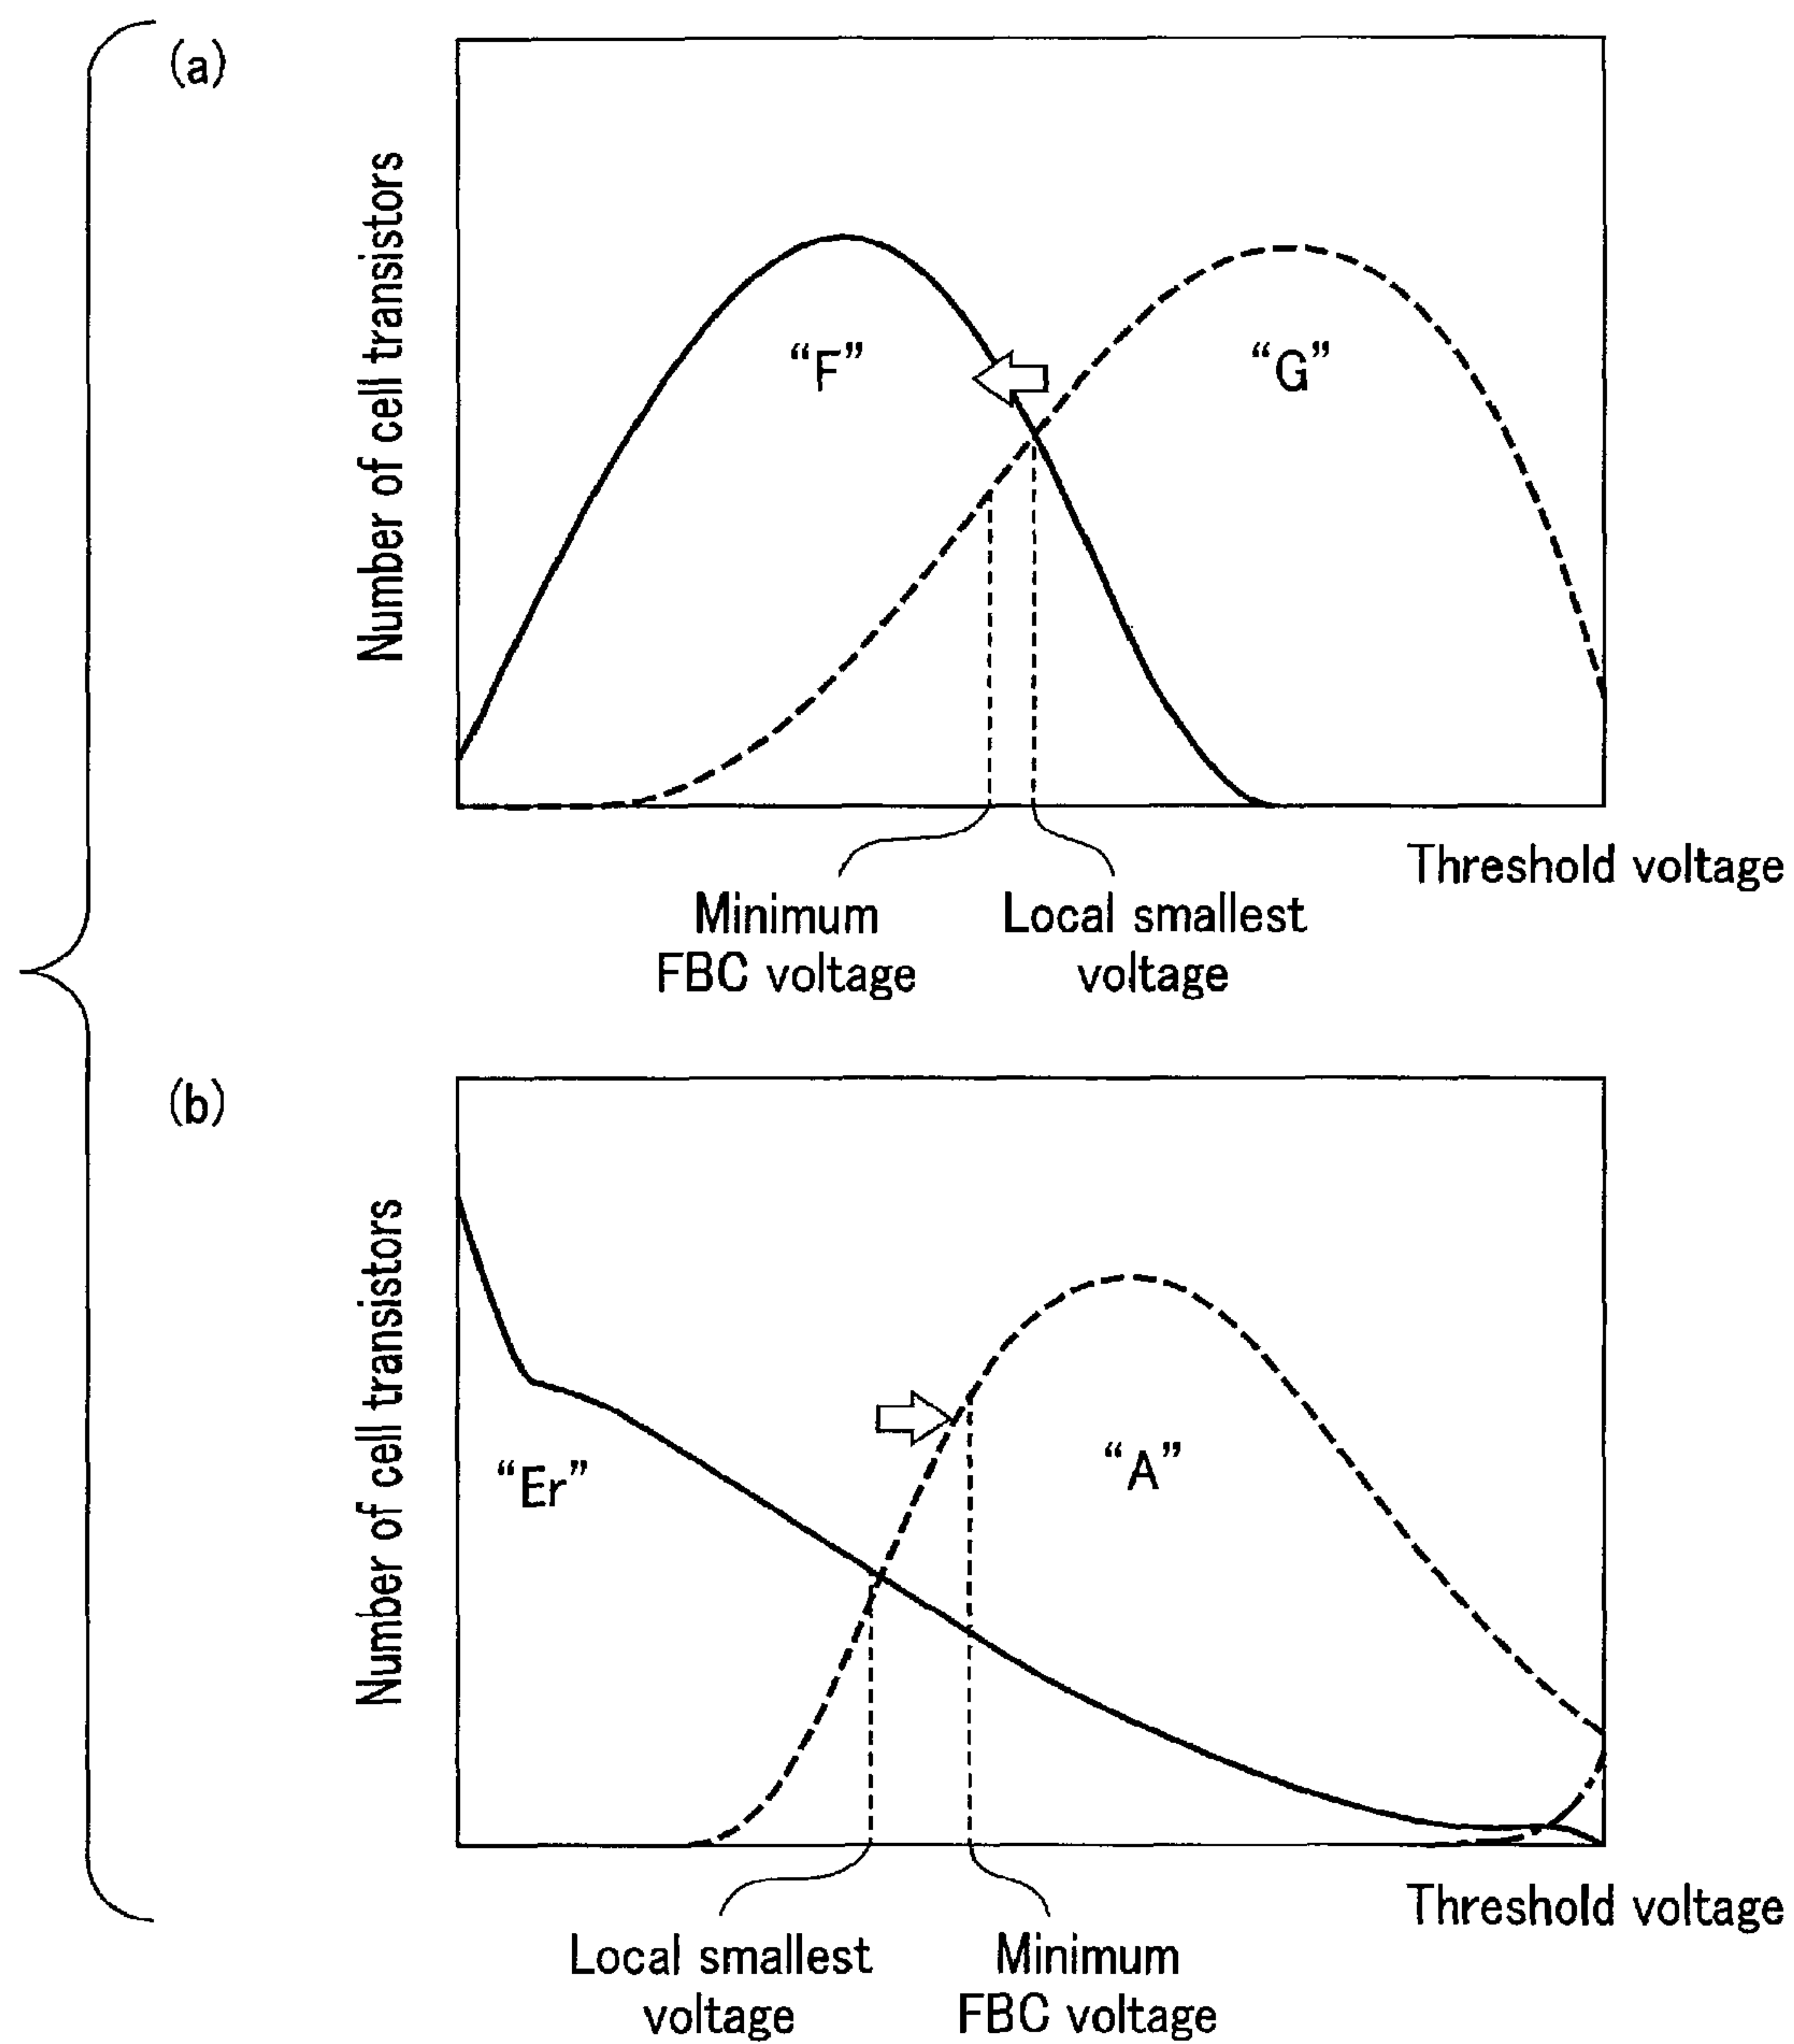 (a)
Number of cell transistors
“F”
“G”
Threshold voltage
Minimum
FBC voltage
Local smallest
voltage
(b)
Number of cell transistors
“Er”
“A”
Threshold voltage
Local smallest
voltage
Minimum
FBC voltage